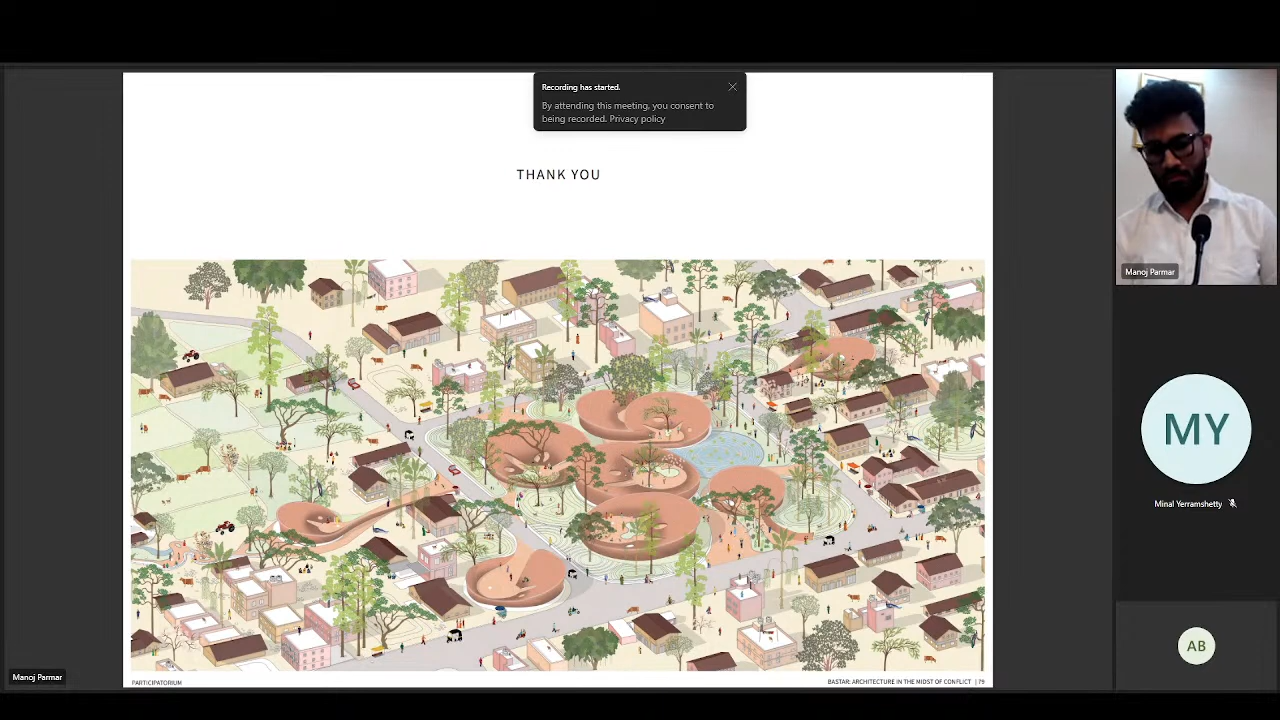 Recording has started.
By attending this meeting, you consent to
being recorded. Privacy policy
THANK YOU
Manoj Parmar
MY
Minal Yerramshetty
AB
Manoj Parmar
PARTICIPATORIUM
BASTAR: ARCHITECTURE IN THE MIDST OF CONFLICT | 79